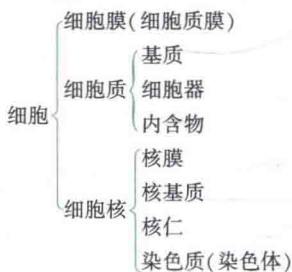 细胞膜(细胞质膜)
基质
细胞质 细胞器
细胞 内含物
核膜
核基质
细胞核
核仁
染色质(染色体)